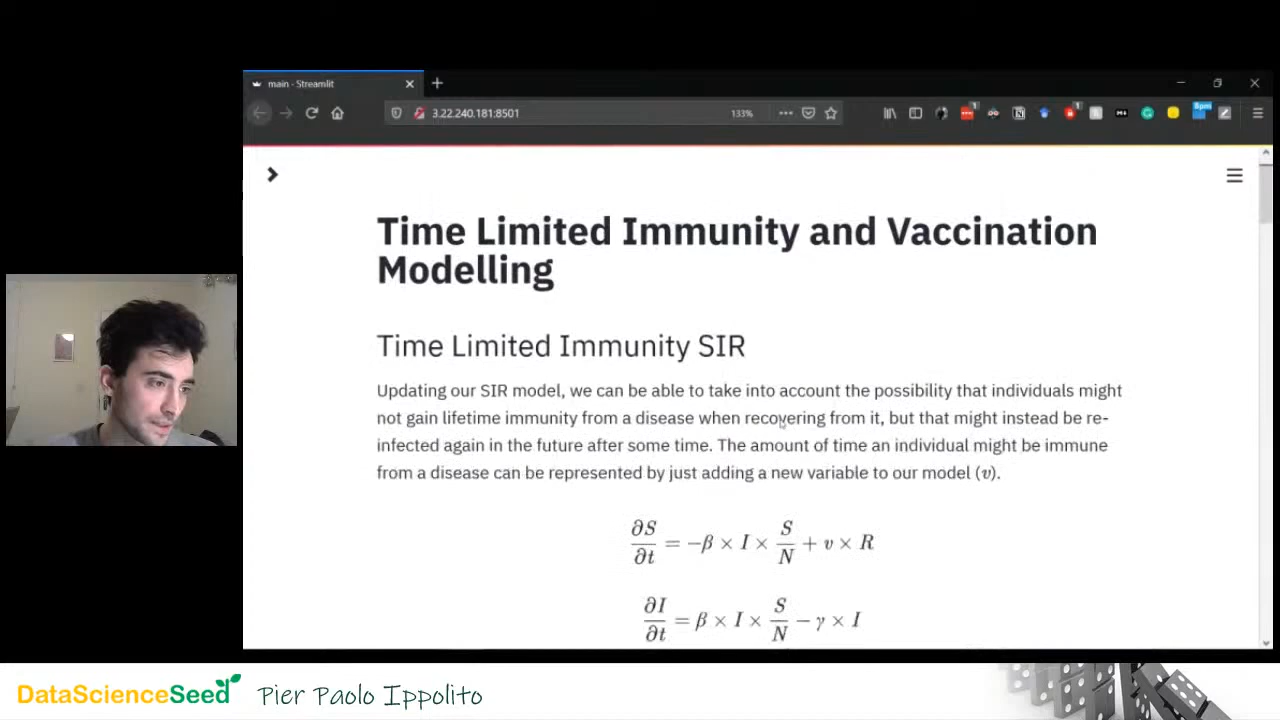 main · Streamlit
3.22.240.181:8501
133%
Time Limited Immunity and Vaccination
Modelling
Time Limited Immunity SIR
Updating our SIR model, we can be able to take into account the possibility that individuals might
not gain lifetime immunity from a disease when recovering from it, but that might instead be re-
infected again in the future after some time. The amount of time an individual might be immune
from a disease can be represented by just adding a new variable to our model (v).
∂S/∂t = −β × I × S/N + v × R
∂I/∂t = β × I × S/N − γ × I
DataScienceSeed Pier Paolo Ippolito